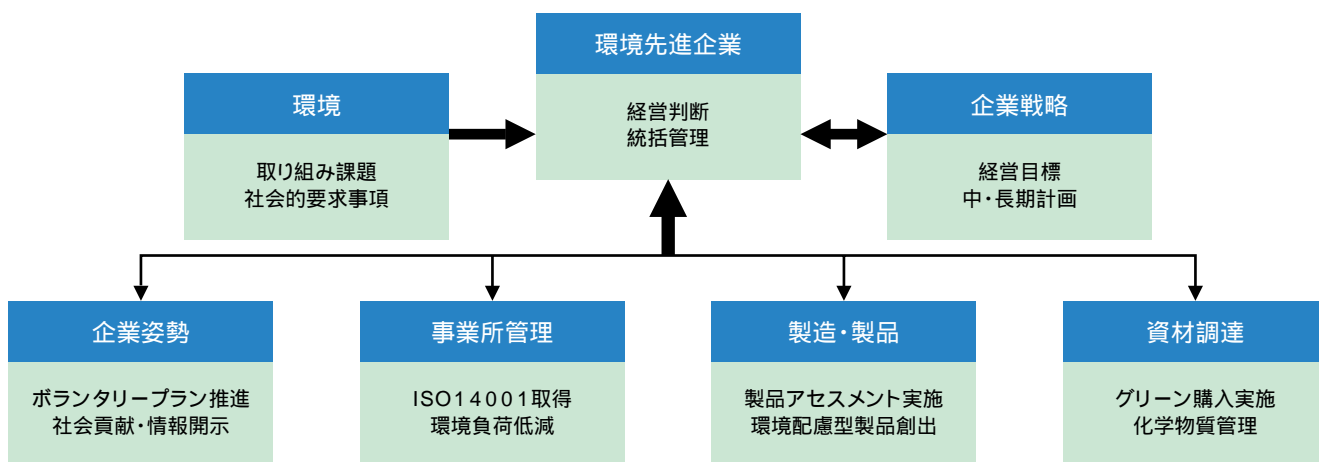 環境先進企業
経営判断
統括管理
環境
取り組み課題
社会的要求事項
企業戦略
経営目標
中・長期計画
企業姿勢
ボランタリープラン推進
社会貢献・情報開示
事業所管理
ISO14001取得
環境負荷低減
製造・製品
製品アセスメント実施
環境配慮型製品創出
資材調達
グリーン購入実施
化学物質管理